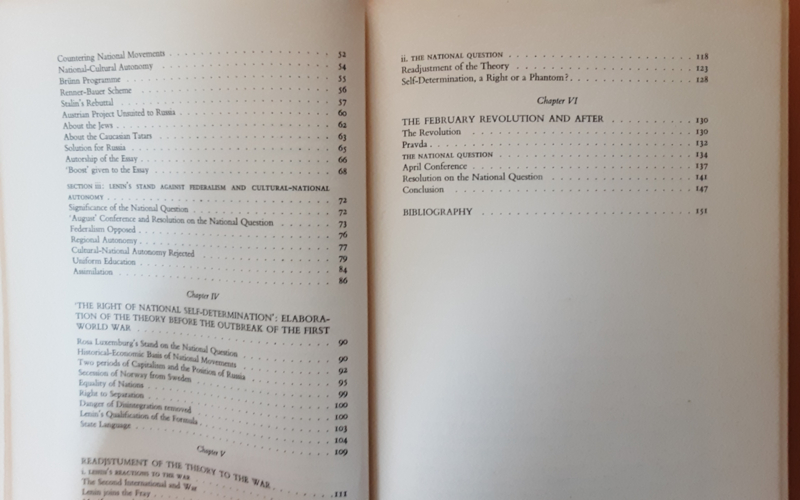 Countering National Movements . . . 52
National-Cultural Autonomy . . . 54
Brünn Programme . . . 55
Renner-Bauer Scheme . . . 56
Stalin's Rebuttal . . . 57
Austrian Project Unsuited to Russia . . . 60
About the Jews . . . 62
About the Caucasian Tatars . . . 63
Solution for Russia . . . 65
Autorship of the Essay . . . 66
'Boost' given to the Essay . . . 68
SECTION iii: LENIN'S STAND AGAINST FEDERALISM AND CULTURAL-NATIONAL
AUTONOMY . . . 72
Significance of the National Question . . . 72
'August' Conference and Resolution on the National Question . . . 73
Federalism Opposed . . . 76
Regional Autonomy . . . 77
Cultural-National Autonomy Rejected . . . 79
Uniform Education . . . 84
Assimilation . . . 86
Chapter IV
'THE RIGHT OF NATIONAL SELF-DETERMINATION': ELABORA-
TION OF THE THEORY BEFORE THE OUTBREAK OF THE FIRST
WORLD WAR . . . 90
Rosa Luxemburg's Stand on the National Question . . . 90
Historical-Economic Basis of National Movements . . . 92
Two periods of Capitalism and the Position of Russia . . . 95
Secession of Norway from Sweden . . . 99
Equality of Nations . . . 100
Right to Separation . . . 100
Danger of Disintegration removed . . . 103
Lenin's Qualification of the Formula . . . 104
State Language . . . 109
Chapter V
READJUSTMENT OF THE THEORY TO THE WAR . . . 111
i. LENIN'S REACTIONS TO THE WAR
The Second International and War
Lenin joins the Fray
ii. THE NATIONAL QUESTION . . . 118
Readjustment of the Theory . . . 123
Self-Determination, a Right or a Phantom? . . . 128
Chapter VI
THE FEBRUARY REVOLUTION AND AFTER . . . 130
The Revolution . . . 130
Pravda . . . 132
THE NATIONAL QUESTION . . . 134
April Conference . . . 137
Resolution on the National Question . . . 141
Conclusion . . . 147
BIBLIOGRAPHY . . . 151